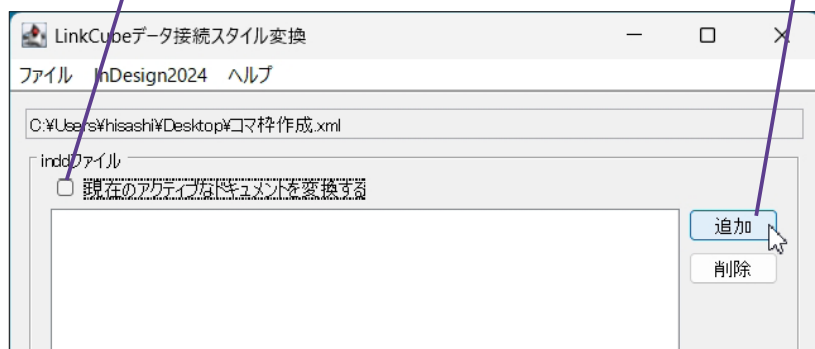 LinkCubeデータ接続スタイル変換
ファイル InDesign2024 ヘルプ
C:¥Users¥hisashi¥Desktop¥コマ枠作成.xml
inddファイル
現在のアクティブなドキュメントを変換する
追加
削除